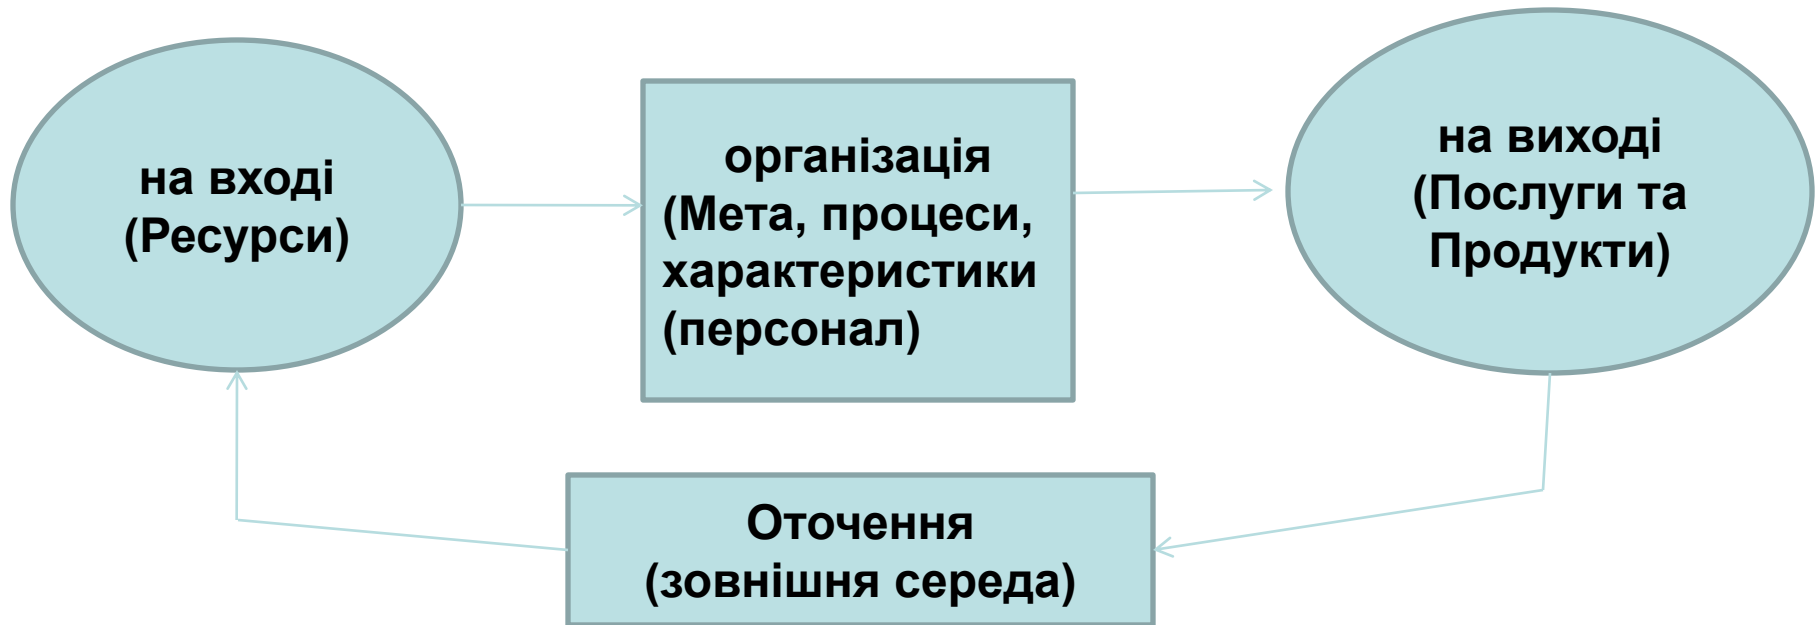 на вході
(Ресурси)
організація
(Мета, процеси,
характеристики
(персонал)
на виході
(Послуги та
Продукти)
Оточення
(зовнішня середа)